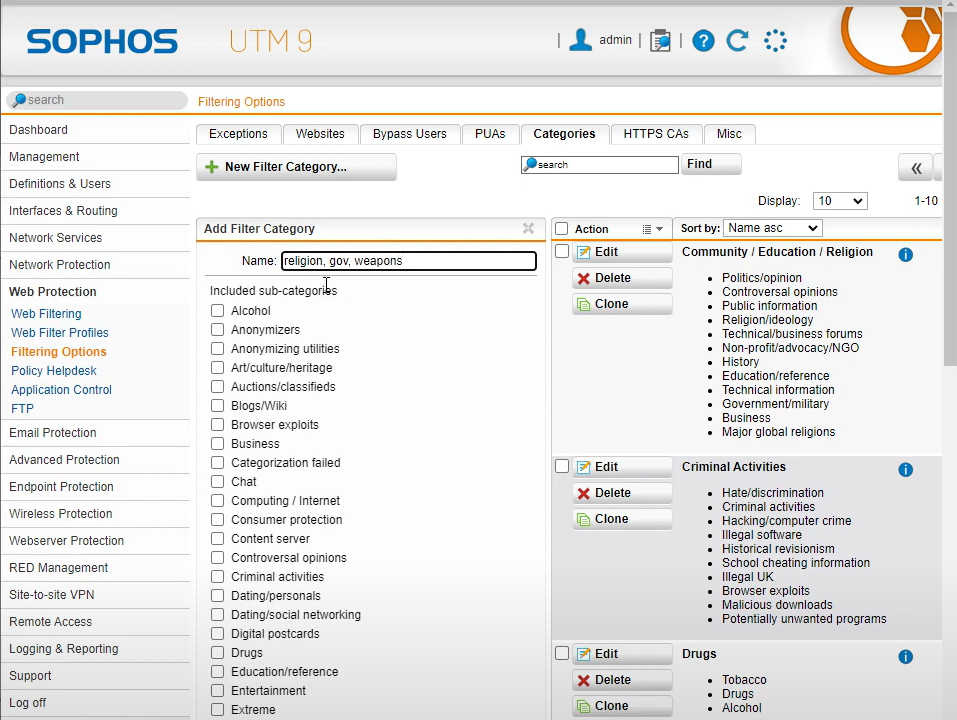 SOPHOS UTM 9
| admin | |
search
Filtering Options
Dashboard
Management
Definitions & Users
Interfaces & Routing
Network Services
Network Protection
Web Protection
Web Filtering
Web Filter Profiles
Filtering Options
Policy Helpdesk
Application Control
FTP
Email Protection
Advanced Protection
Endpoint Protection
Wireless Protection
Webserver Protection
RED Management
Site-to-site VPN
Remote Access
Logging & Reporting
Support
Log off
Exceptions Websites Bypass Users PUAs Categories HTTPS CAs Misc
+ New Filter Category...
search Find «
Display: 10 1-10
Add Filter Category
Name: religion, gov, weapons
Included sub-categories
Alcohol
Anonymizers
Anonymizing utilities
Art/culture/heritage
Auctions/classifieds
Blogs/Wiki
Browser exploits
Business
Categorization failed
Chat
Computing / Internet
Consumer protection
Content server
Controversial opinions
Criminal activities
Dating/personals
Dating/social networking
Digital postcards
Drugs
Education/reference
Entertainment
Extreme
Action Sort by: Name asc
Edit
Delete
Clone
Community / Education / Religion
Politics/opinion
Controversial opinions
Public information
Religion/ideology
Technical/business forums
Non-profit/advocacy/NGO
History
Education/reference
Technical information
Government/military
Business
Major global religions
Edit
Delete
Clone
Criminal Activities
Hate/discrimination
Criminal activities
Hacking/computer crime
Illegal software
Historical revisionism
School cheating information
Illegal UK
Browser exploits
Malicious downloads
Potentially unwanted programs
Edit
Delete
Clone
Drugs
Tobacco
Drugs
Alcohol